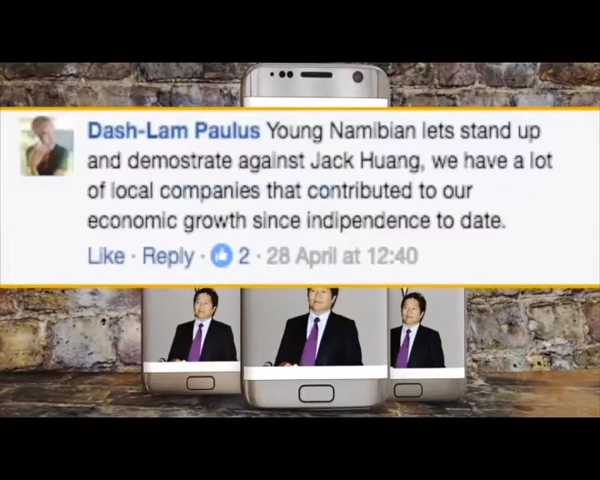 Dash-Lam Paulus Young Namibian lets stand up
and demostrate against Jack Huang, we have a lot
of local companies that contributed to our
economic growth since indipendence to date.
Like · Reply · 2 · 28 April at 12:40